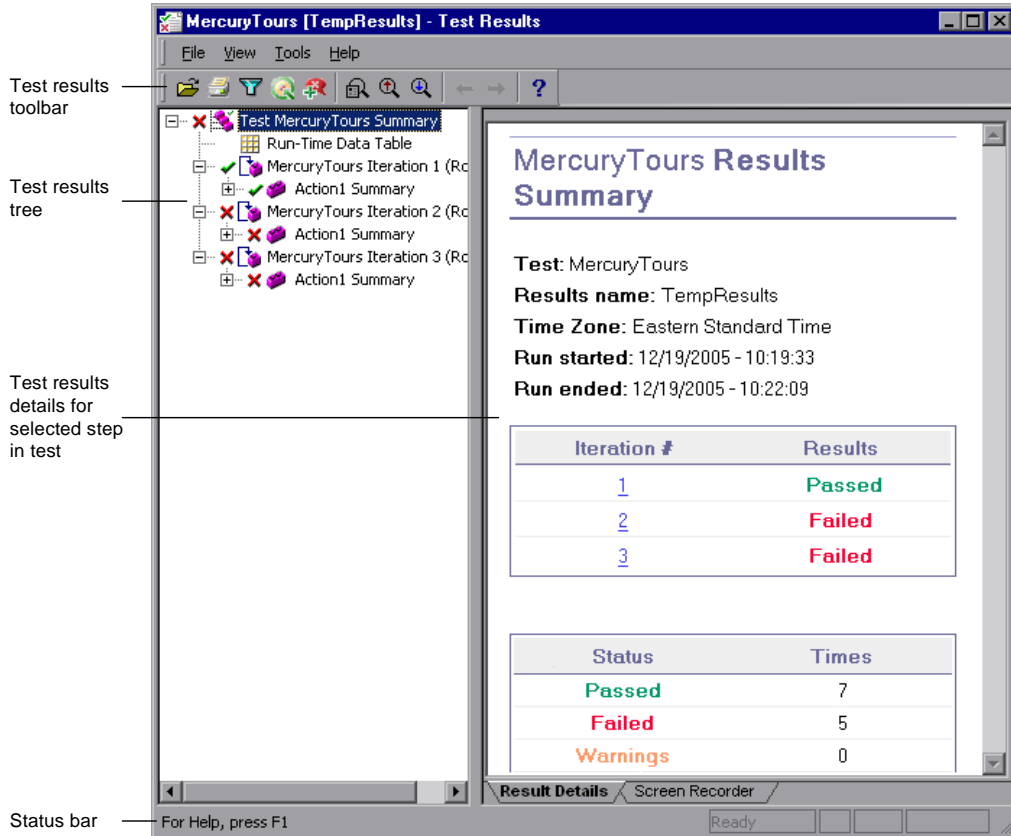 MercuryTours [TempResults] - Test Results
File View Tools Help
Test results
toolbar
?
Test results
tree
Test MercuryTours Summary
Run-Time Data Table
MercuryTours Iteration 1 (Ro
Action1 Summary
MercuryTours Iteration 2 (Ro
Action1 Summary
MercuryTours Iteration 3 (Ro
Action1 Summary
Test results
details for
selected step
in test
MercuryTours Results
Summary
Test: MercuryTours
Results name: TempResults
Time Zone: Eastern Standard Time
Run started: 12/19/2005 - 10:19:33
Run ended: 12/19/2005 - 10:22:09
Iteration # Results
1 Passed
2 Failed
3 Failed
Status Times
Passed 7
Failed 5
Warnings 0
Result Details Screen Recorder
Status bar
For Help, press F1
Ready